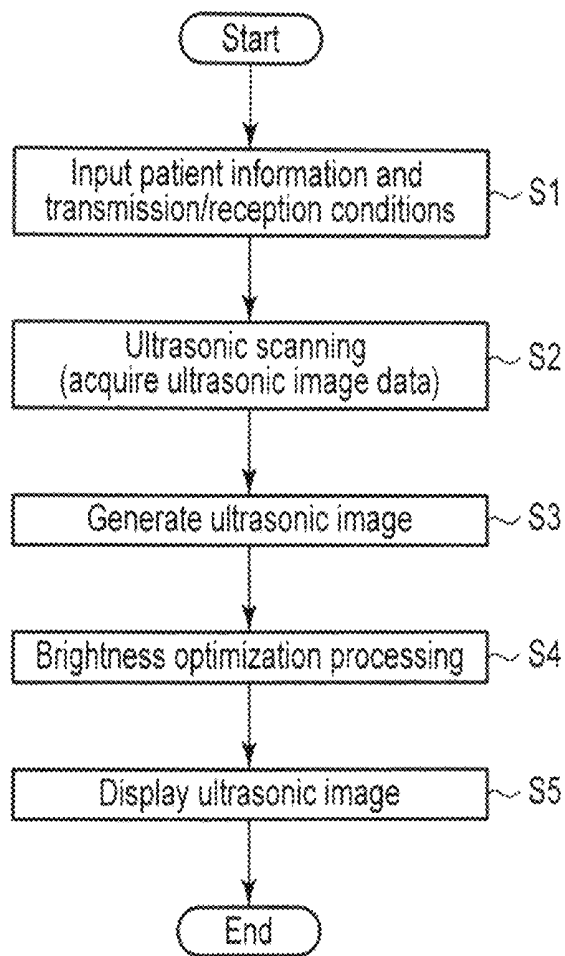 Start
Input patient information and
transmission/reception conditions
S1
Ultrasonic scanning
(acquire ultrasonic image data)
S2
Generate ultrasonic image
S3
Brightness optimization processing
S4
Display ultrasonic image
S5
End